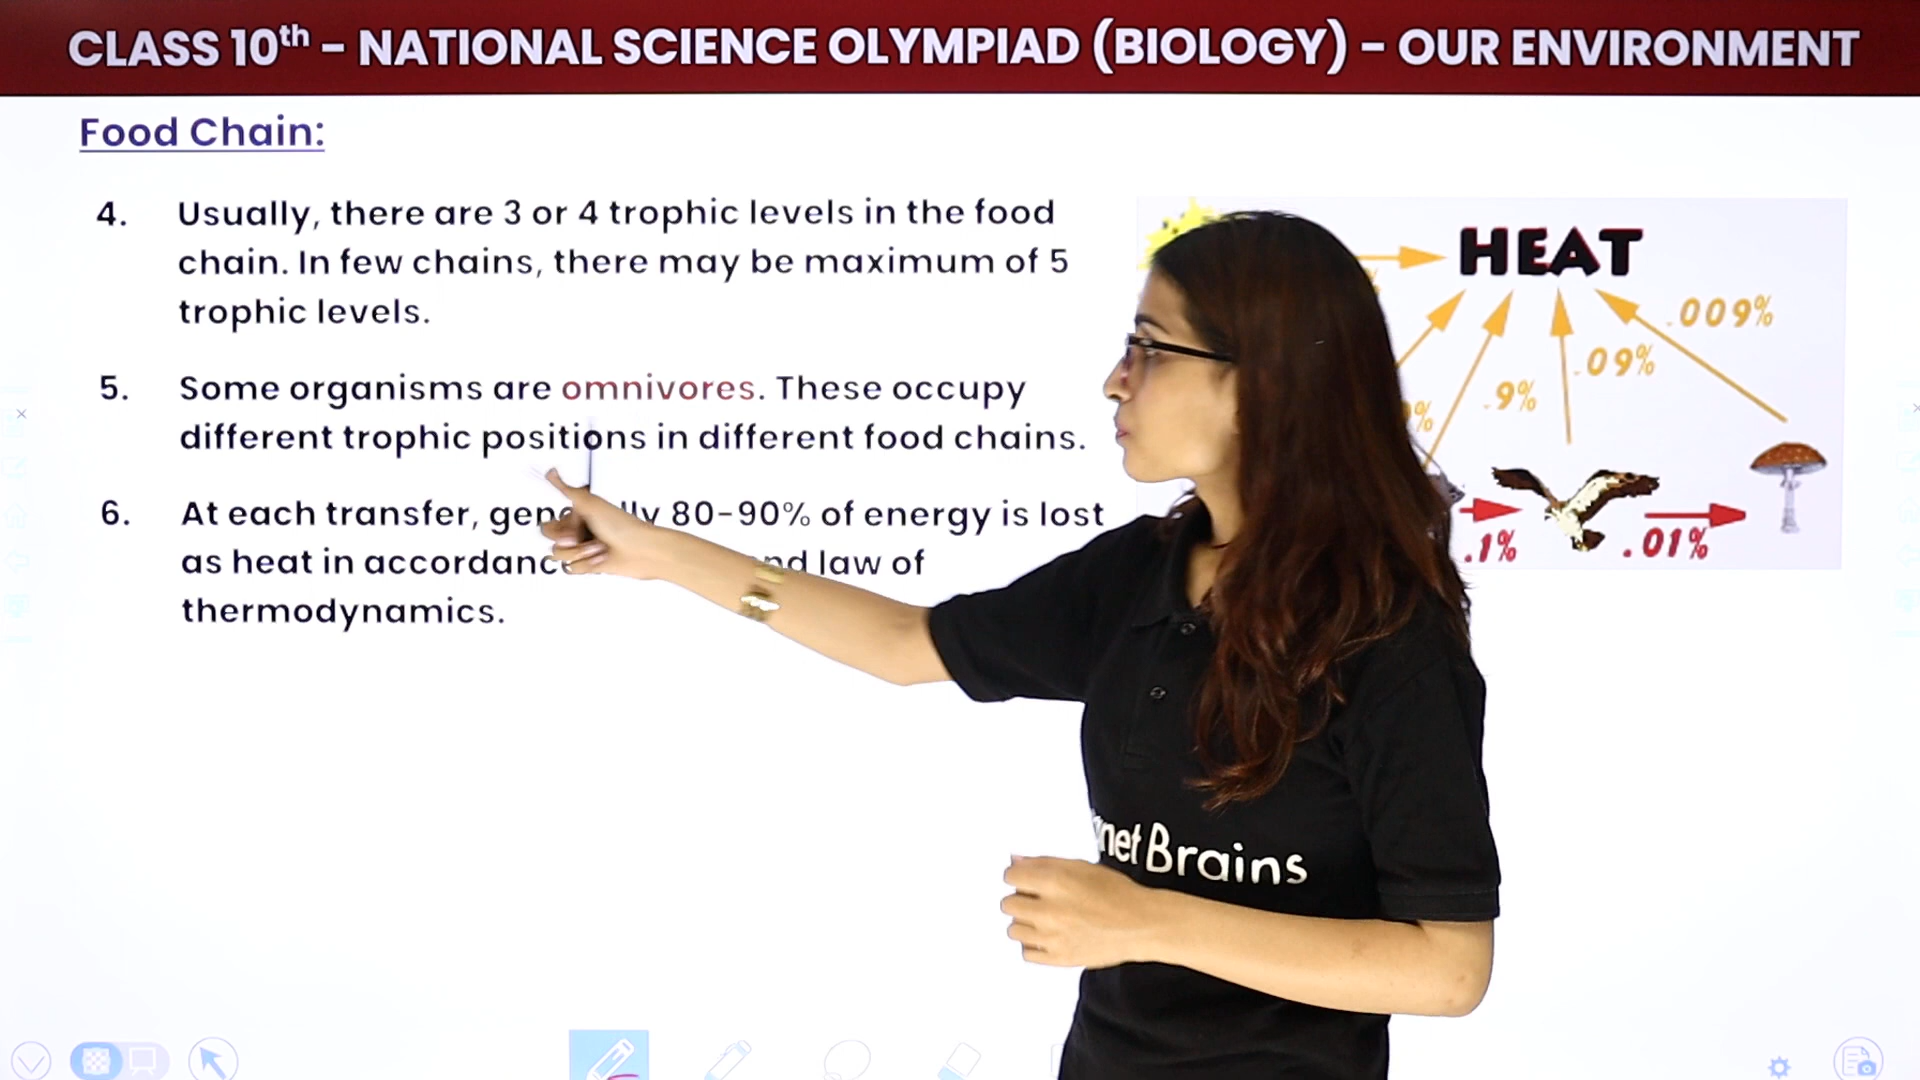 CLASS 10th – NATIONAL SCIENCE OLYMPIAD (BIOLOGY) – OUR ENVIRONMENT
Food Chain:
4. Usually, there are 3 or 4 trophic levels in the food
chain. In few chains, there may be maximum of 5
trophic levels.
5. Some organisms are omnivores. These occupy
different trophic positions in different food chains.
6. At each transfer, 80-90% of energy is lost
as heat in law of
thermodynamics.
HEAT
.009%
.09%
.9%
.1%
.01%
Brains